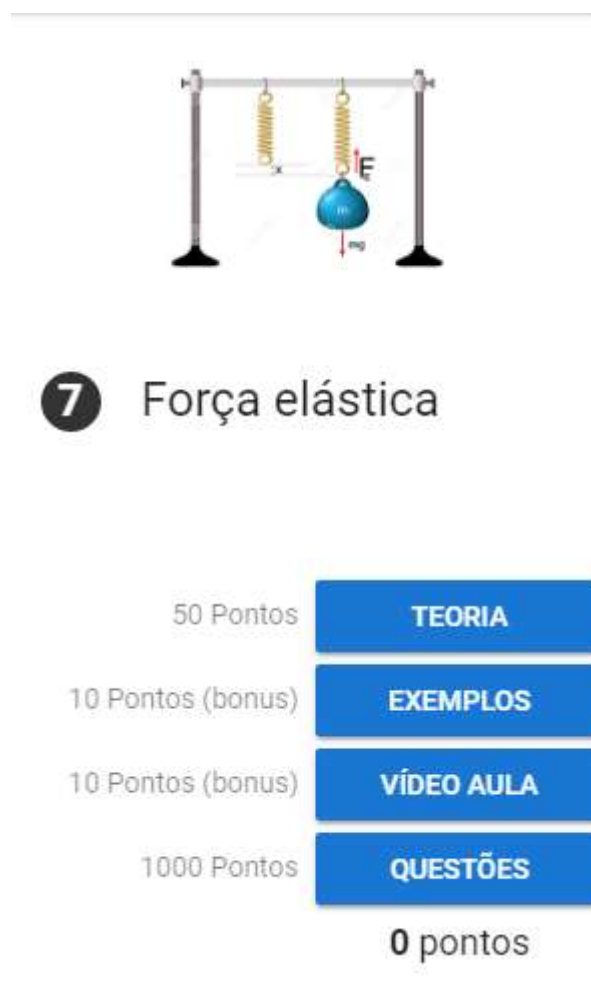 x
F
m
mg
7 Força elástica
50 Pontos TEORIA
10 Pontos (bonus) EXEMPLOS
10 Pontos (bonus) VÍDEO AULA
1000 Pontos QUESTÕES
0 pontos